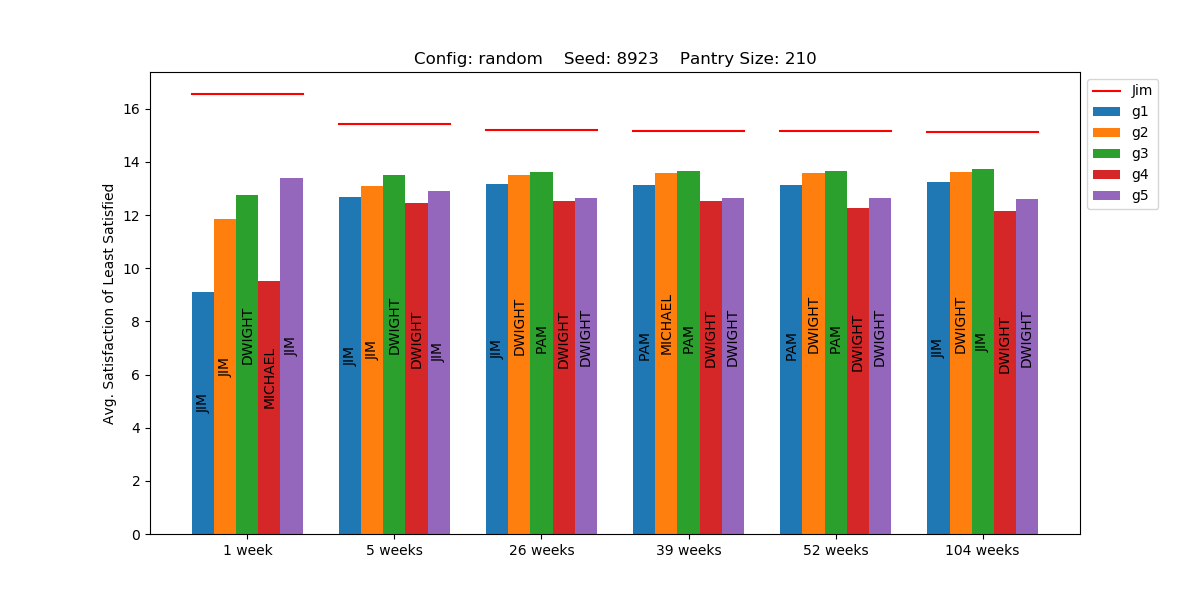 Config: random    Seed: 8923    Pantry Size: 210
Avg. Satisfaction of Least Satisfied
16
14
12
10
8
6
4
2
0
JIM
JIM
DWIGHT
MICHAEL
JIM
JIM
JIM
DWIGHT
DWIGHT
JIM
JIM
DWIGHT
PAM
DWIGHT
DWIGHT
PAM
MICHAEL
PAM
DWIGHT
DWIGHT
PAM
DWIGHT
PAM
DWIGHT
DWIGHT
JIM
DWIGHT
JIM
DWIGHT
DWIGHT
1 week
5 weeks
26 weeks
39 weeks
52 weeks
104 weeks
Jim
g1
g2
g3
g4
g5